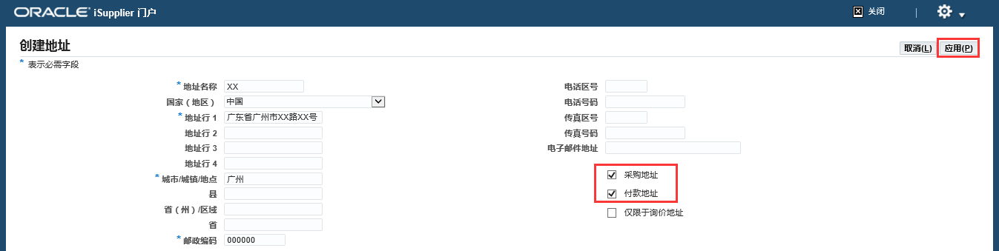 ORACLE iSupplier 门户
关闭
创建地址
取消(L) 应用(P)
* 表示必需字段
* 地址名称 XX
国家（地区） 中国
* 地址行 1 广东省广州市XX路XX号
地址行 2
地址行 3
地址行 4
* 城市/城镇/地点 广州
县
省（州）/区域
省
* 邮政编码 000000
电话区号
电话号码
传真区号
传真号码
电子邮件地址
采购地址
付款地址
仅限于询价地址